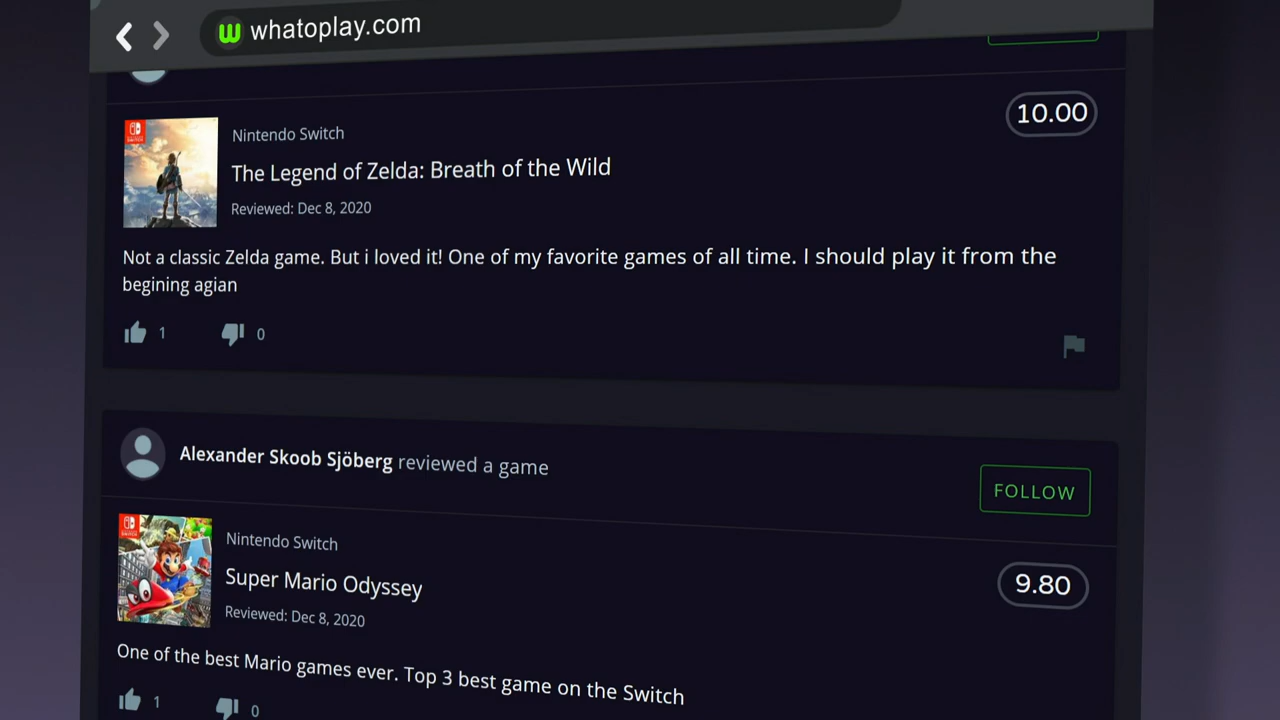 whatoplay.com
Nintendo Switch
10.00
The Legend of Zelda: Breath of the Wild
Reviewed: Dec 8, 2020
Not a classic Zelda game. But i loved it! One of my favorite games of all time. I should play it from the
begining agian
1 0
Alexander Skoob Sjöberg reviewed a game
FOLLOW
Nintendo Switch
Super Mario Odyssey
9.80
Reviewed: Dec 8, 2020
One of the best Mario games ever. Top 3 best game on the Switch
1 0